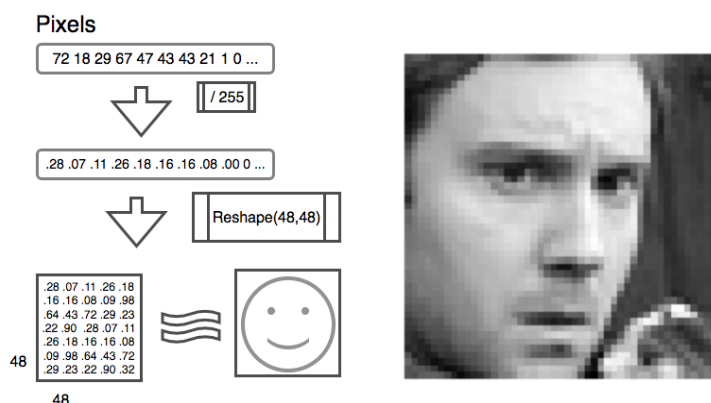 Pixels
72 18 29 67 47 43 43 21 1 0 ...
/ 255
.28 .07 .11 .26 .18 .16 .16 .08 .00 0 ...
Reshape(48,48)
.28 .07 .11 .26 .18
.16 .16 .08 .09 .98
.64 .43 .72 .29 .23
.22 .90 .28 .07 .11
.26 .18 .16 .16 .08
.09 .98 .64 .43 .72
.29 .23 .22 .90 .32
48
48